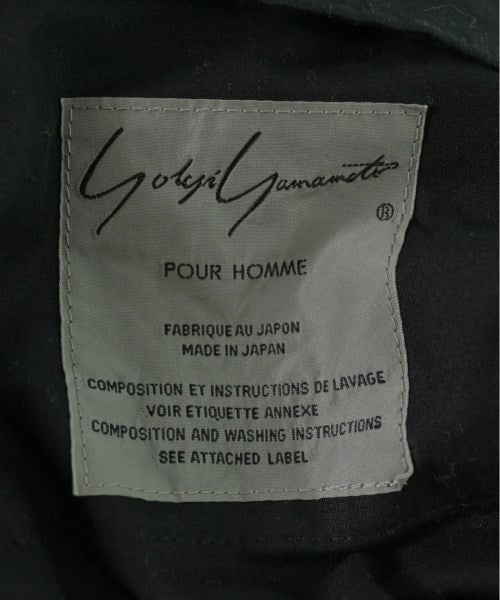 Yohji Yamamoto
®
POUR HOMME
FABRIQUE AU JAPON
MADE IN JAPAN
COMPOSITION ET INSTRUCTIONS DE LAVAGE
VOIR ETIQUETTE ANNEXE
COMPOSITION AND WASHING INSTRUCTIONS
SEE ATTACHED LABEL